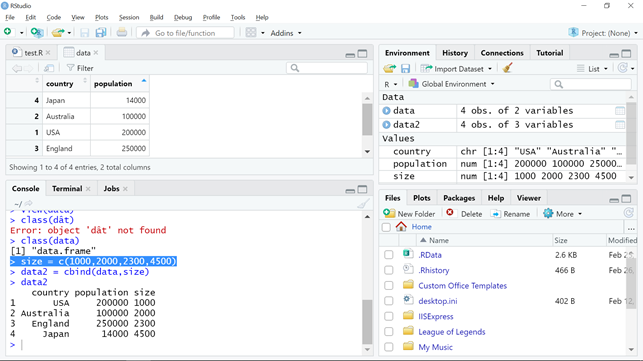 RStudio
File Edit Code View Plots Session Build Debug Profile Tools Help
Go to file/function Addins Project: (None)
test.R data
Filter
country population
4 Japan 14000
2 Australia 100000
1 USA 200000
3 England 250000
Showing 1 to 4 of 4 entries, 2 total columns
Console Terminal Jobs
~/
> View(data)
> class(dât)
Error: object 'dât' not found
> class(data)
[1] "data.frame"
> size = c(1000,2000,2300,4500)
> data2 = cbind(data,size)
> data2
country population size
1 USA 200000 1000
2 Australia 100000 2000
3 England 250000 2300
4 Japan 14000 4500
>
Environment History Connections Tutorial
Import Dataset List
R Global Environment
Data
data 4 obs. of 2 variables
data2 4 obs. of 3 variables
Values
country chr [1:4] "USA" "Australia" "…
population num [1:4] 200000 100000 25000…
size num [1:4] 1000 2000 2300 4500
Files Plots Packages Help Viewer
New Folder Delete Rename More
Home ...
Name Size Modified
.RData 2.6 KB Feb 2
.Rhistory 466 B Feb 26
Custom Office Templates
desktop.ini 402 B Feb 12
IISExpress
League of Legends
My Music